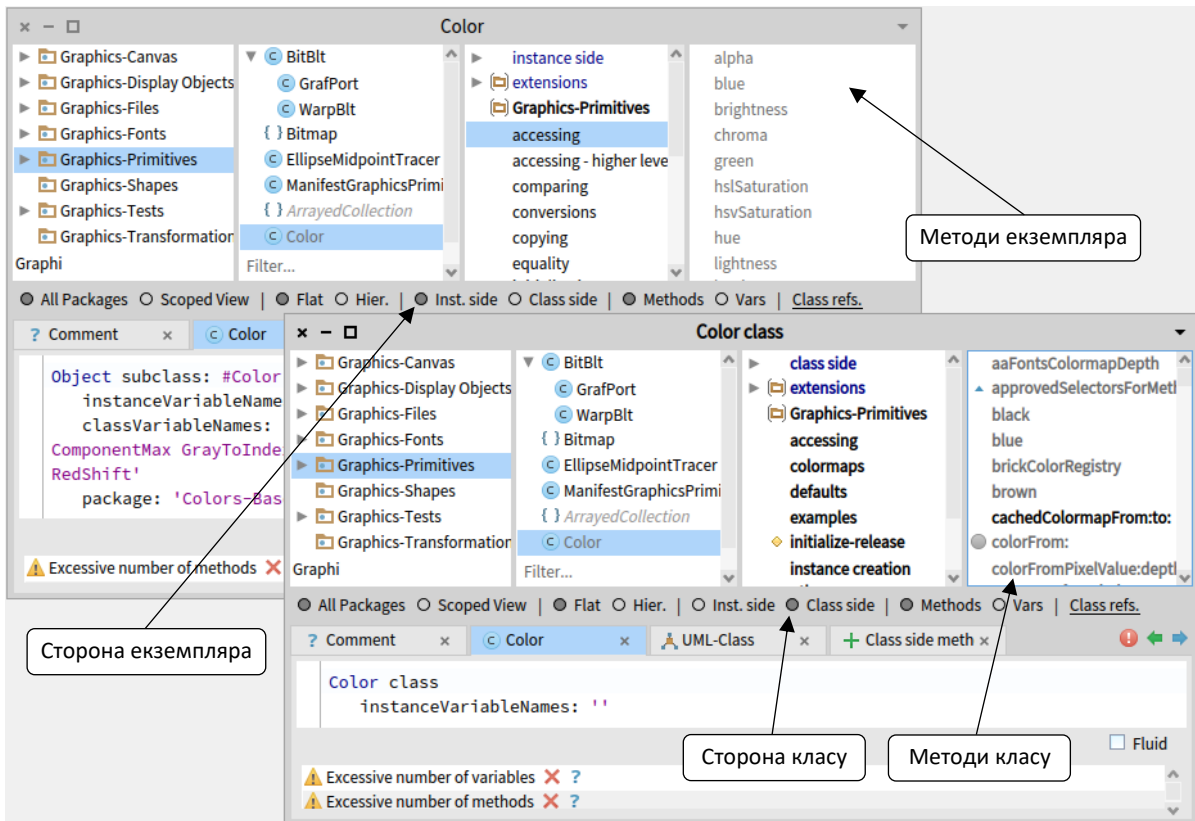 Color
Graphics-Canvas
Graphics-Display Objects
Graphics-Files
Graphics-Fonts
Graphics-Primitives
Graphics-Shapes
Graphics-Tests
Graphics-Transformation
Graphi
BitBlt
GrafPort
WarpBlt
{ } Bitmap
EllipseMidpointTracer
ManifestGraphicsPrimi
{ } ArrayedCollection
Color
Filter...
instance side
extensions
Graphics-Primitives
accessing
accessing - higher leve
comparing
conversions
copying
equality
alpha
blue
brightness
chroma
green
hslSaturation
hsvSaturation
hue
lightness
Методи екземпляра
All Packages Scoped View | Flat Hier. | Inst. side Class side | Methods Vars | Class refs.
? Comment × Color
Object subclass: #Color
instanceVariableName
classVariableNames:
ComponentMax GrayToInde
RedShift'
package: 'Colors-Bas
Excessive number of methods
Сторона екземпляра
Color class
Graphics-Canvas
Graphics-Display Objects
Graphics-Files
Graphics-Fonts
Graphics-Primitives
Graphics-Shapes
Graphics-Tests
Graphics-Transformation
Graphi
BitBlt
GrafPort
WarpBlt
{ } Bitmap
EllipseMidpointTracer
ManifestGraphicsPrimi
{ } ArrayedCollection
Color
Filter...
class side
extensions
Graphics-Primitives
accessing
colormaps
defaults
examples
initialize-release
instance creation
aaFontsColormapDepth
approvedSelectorsForMetl
black
blue
brickColorRegistry
brown
cachedColormapFrom:to:
colorFrom:
colorFromPixelValue:deptl
All Packages Scoped View | Flat Hier. | Inst. side Class side | Methods Vars | Class refs.
? Comment × Color × UML-Class × Class side meth ×
Color class
instanceVariableNames: ''
Сторона класу
Методи класу
Fluid
Excessive number of variables ?
Excessive number of methods ?